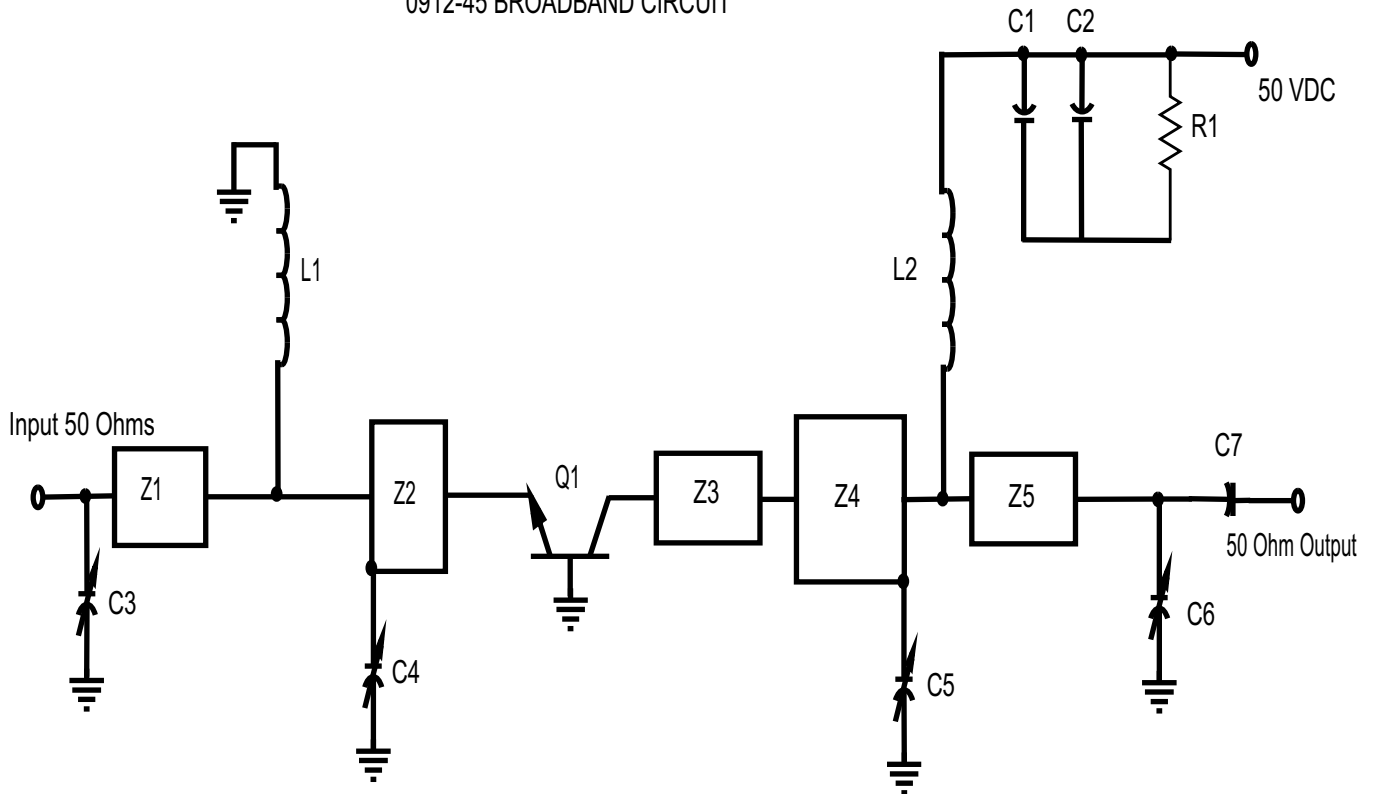 0912-45 BROADBAND CIRCUIT
C1 C2
50 VDC
R1
L1
L2
Input 50 Ohms
Z1
Z2
Q1
Z3
Z4
Z5
C7
50 Ohm Output
C3
C4
C5
C6